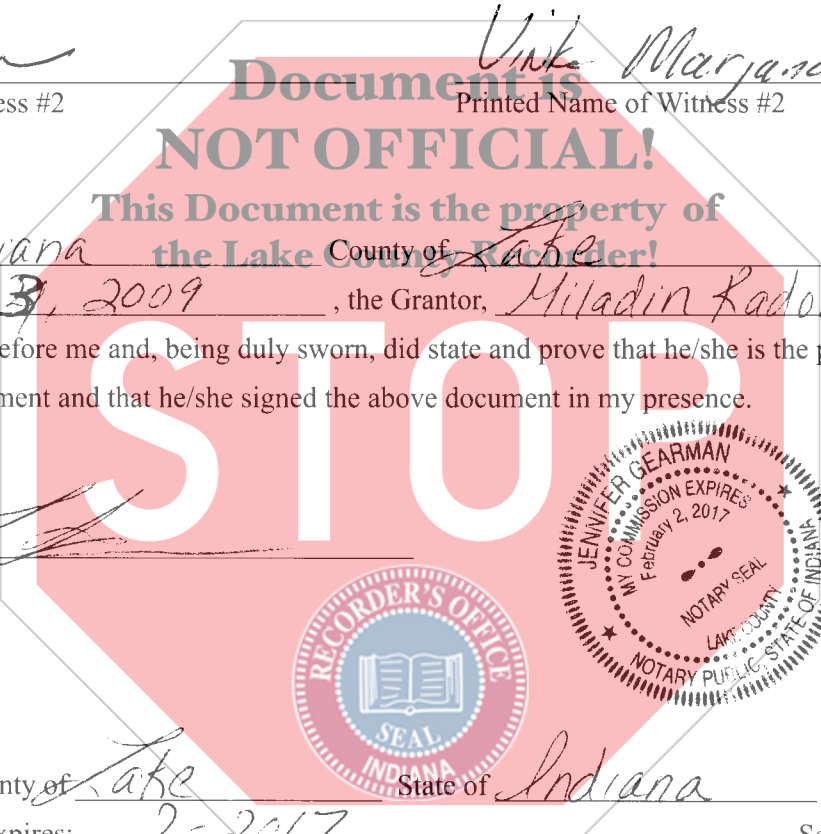 Vinko
ess #2 Printed Name of Witness #2
Document is
NOT OFFICIAL!
This Document is the property of
the Lake County Recorder!
iana County of Lake
2009 , the Grantor, Miladin Rado
efore me and, being duly sworn, did state and prove that he/she is the p
ment and that he/she signed the above document in my presence.
STOP
JENNIFER GEARMAN
MY COMMISSION EXPIRES
February 2, 2017
NOTARY SEAL
LAKE COUNTY
NOTARY PUBLIC, STATE OF INDIANA
RECORDER'S OFFICE
SEAL
INDIANA
nty of Lake State of Indiana
xpires: 2-2017 Se